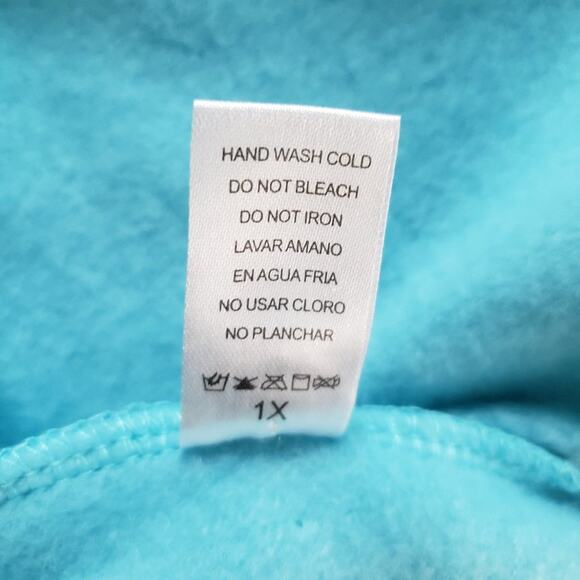 HAND WASH COLD
DO NOT BLEACH
DO NOT IRON
LAVAR AMANO
EN AGUA FRIA
NO USAR CLORO
NO PLANCHAR
1X